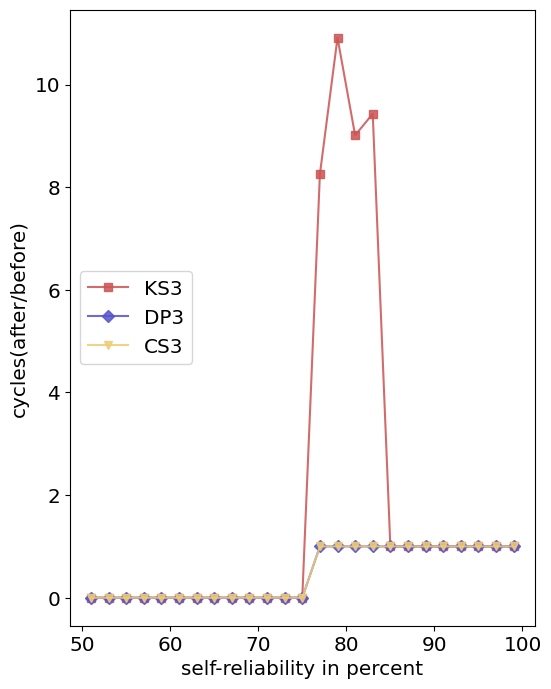 10
8
6
4
2
0
cycles(after/before)
KS3
DP3
CS3
50 60 70 80 90 100
self-reliability in percent